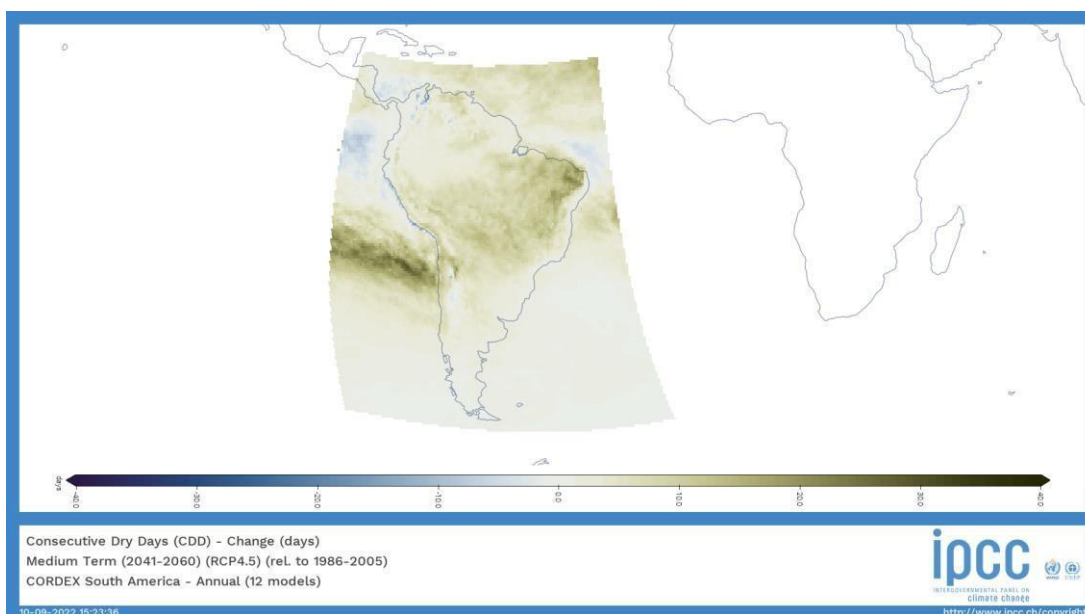 days
-40.0
-30.0
-20.0
-10.0
0.0
10.0
20.0
30.0
40.0
Consecutive Dry Days (CDD) - Change (days)
Medium Term (2041-2060) (RCP4.5) (rel. to 1986-2005)
CORDEX South America - Annual (12 models)
ipcc
INTERGOVERNMENTAL PANEL ON
climate change
WMO
UNEP
10-09-2022 15:23:36
http://www.ipcc.ch/copyright